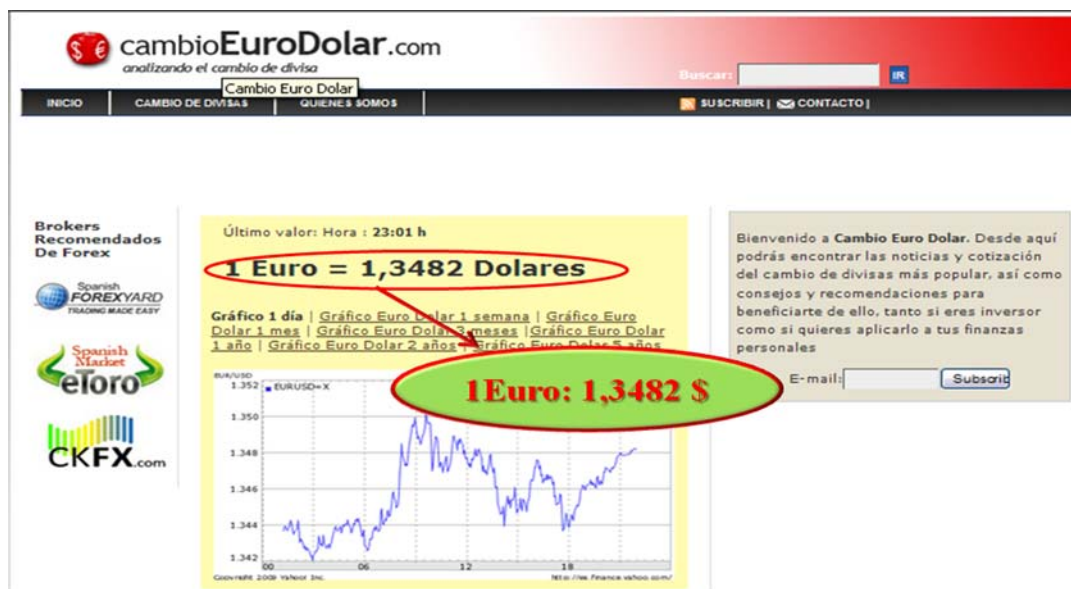 cambioEuroDolar.com
analizando el cambio de divisa
Cambio Euro Dolar
Buscar:
IR
INICIO
CAMBIO DE DIVISAS
QUIENES SOMOS
SUSCRIBIR |
CONTACTO |
Brokers
Recomendados
De Forex
Spanish
FOREXYARD
TRADING MADE EASY
Spanish
Market
eToro
CKFX.com
Último valor: Hora : 23:01 h
1 Euro = 1,3482 Dolares
Gráfico 1 día | Gráfico Euro Dolar 1 semana | Gráfico Euro
Dolar 1 mes | Gráfico Euro Dolar 3 meses |Gráfico Euro Dolar
1 año | Gráfico Euro Dolar 2 años | Gráfico Euro Dolar 5 años
1Euro: 1,3482 $
EUR/USD
EURUSD=X
1.352
1.350
1.348
1.346
1.344
1.342
00
06
12
18
Copyright 2009 Yahoo! Inc.
Bienvenido a Cambio Euro Dolar. Desde aquí
podrás encontrar las noticias y cotización
del cambio de divisas más popular, así como
consejos y recomendaciones para
beneficiarte de ello, tanto si eres inversor
como si quieres aplicarlo a tus finanzas
personales
E-mail:
Subscrib